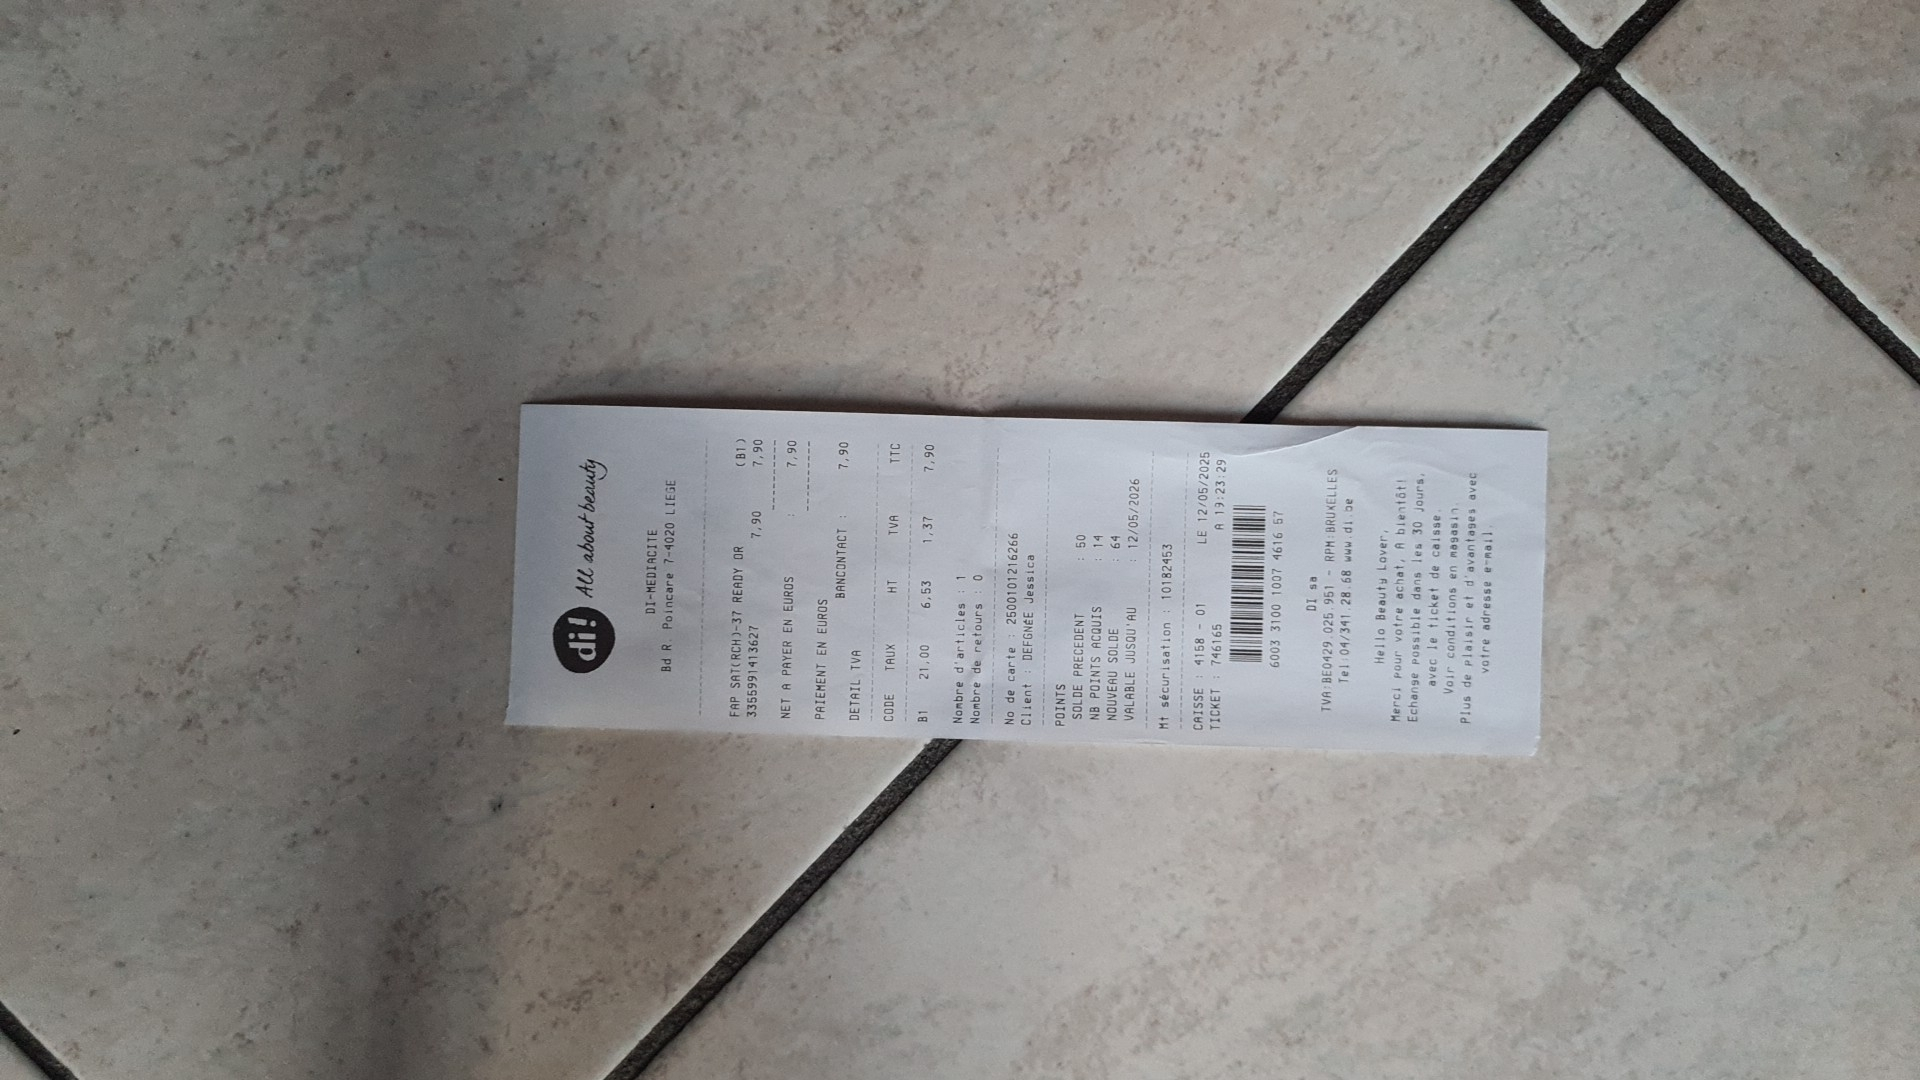 di! All about beauty
DI-MEDIACITE
Bd R. Poincare 7-4020 LIEGE
FAP SAT(RCH)-37 READY OR (B1)
3355991413627 7,90 7,90
NET A PAYER EN EUROS : 7,90
PAIEMENT EN EUROS
BANCONTACT : 7,90
DETAIL TVA
CODE TAUX HT TVA TTC
B1 21,00 6,53 1,37 7,90
Nombre d'articles : 1
Nombre de retours : 0
No de carte : 2500101216266
Client : DEFGNÉE Jessica
POINTS
SOLDE PRECEDENT : 50
NB POINTS ACQUIS : 14
NOUVEAU SOLDE : 64
VALABLE JUSQU'AU : 12/05/2026
Mt sécurisation : 10182453
CAISSE : 4158 - 01 LE 12/05/2025
TICKET : 746165 A 19:23:29
6003 3100 1007 4616 57
DI sa
TVA:BE0429.025.951 - RPM:BRUXELLES
Tel:04/341.28.68 www.di.be
Hello Beauty Lover,
Merci pour votre achat, A bientôt!
Echange possible dans les 30 jours,
avec le ticket de caisse.
Voir conditions en magasin.
Plus de plaisir et d'avantages avec
votre adresse e-mail.